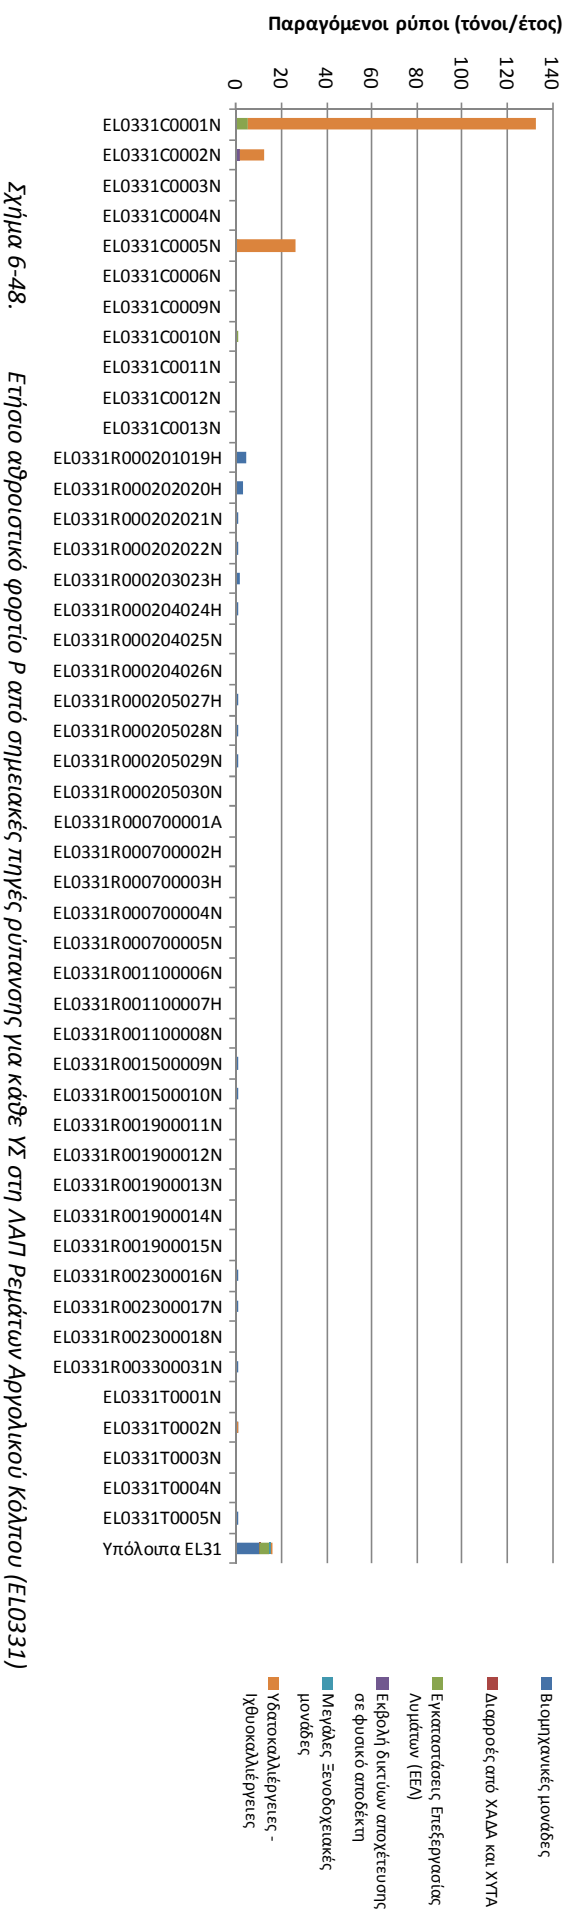 Παραγόμενοι ρύποι (τόνοι/έτος)
0
20
40
60
80
100
120
140
EL0331C0001N
EL0331C0002N
EL0331C0003N
EL0331C0004N
EL0331C0005N
EL0331C0006N
EL0331C0009N
EL0331C0010N
EL0331C0011N
EL0331C0012N
EL0331C0013N
EL0331R000201019H
EL0331R000202020H
EL0331R000202021N
EL0331R000202022N
EL0331R000203023H
EL0331R000204024H
EL0331R000204025N
EL0331R000204026N
EL0331R000205027H
EL0331R000205028N
EL0331R000205029N
EL0331R000205030N
EL0331R000700001A
EL0331R000700002H
EL0331R000700003H
EL0331R000700004N
EL0331R000700005N
EL0331R001100006N
EL0331R001100007H
EL0331R001100008N
EL0331R001500009N
EL0331R001500010N
EL0331R001900011N
EL0331R001900012N
EL0331R001900013N
EL0331R001900014N
EL0331R001900015N
EL0331R002300016N
EL0331R002300017N
EL0331R002300018N
EL0331R003300031N
EL0331T0001N
EL0331T0002N
EL0331T0003N
EL0331T0004N
EL0331T0005N
Υπόλοιπα EL31
Βιομηχανικές μονάδες
Διαρροές από ΧΑΔΑ και ΧΥΤΑ
Εγκαταστάσεις Επεξεργασίας
Λυμάτων (ΕΕΛ)
Εκβολή δικτύων αποχέτευσης
σε φυσικό αποδέκτη
Μεγάλες Ξενοδοχειακές
μονάδες
Υδατοκαλλιέργειες -
Ιχθυοκαλλιέργειες
Σχήμα 6-48. Ετήσιο αθροιστικό φορτίο P από σημειακές πηγές ρύπανσης για κάθε ΥΣ στη ΛΑΠ Ρεμάτων Αργολικού Κόλπου (EL0331)